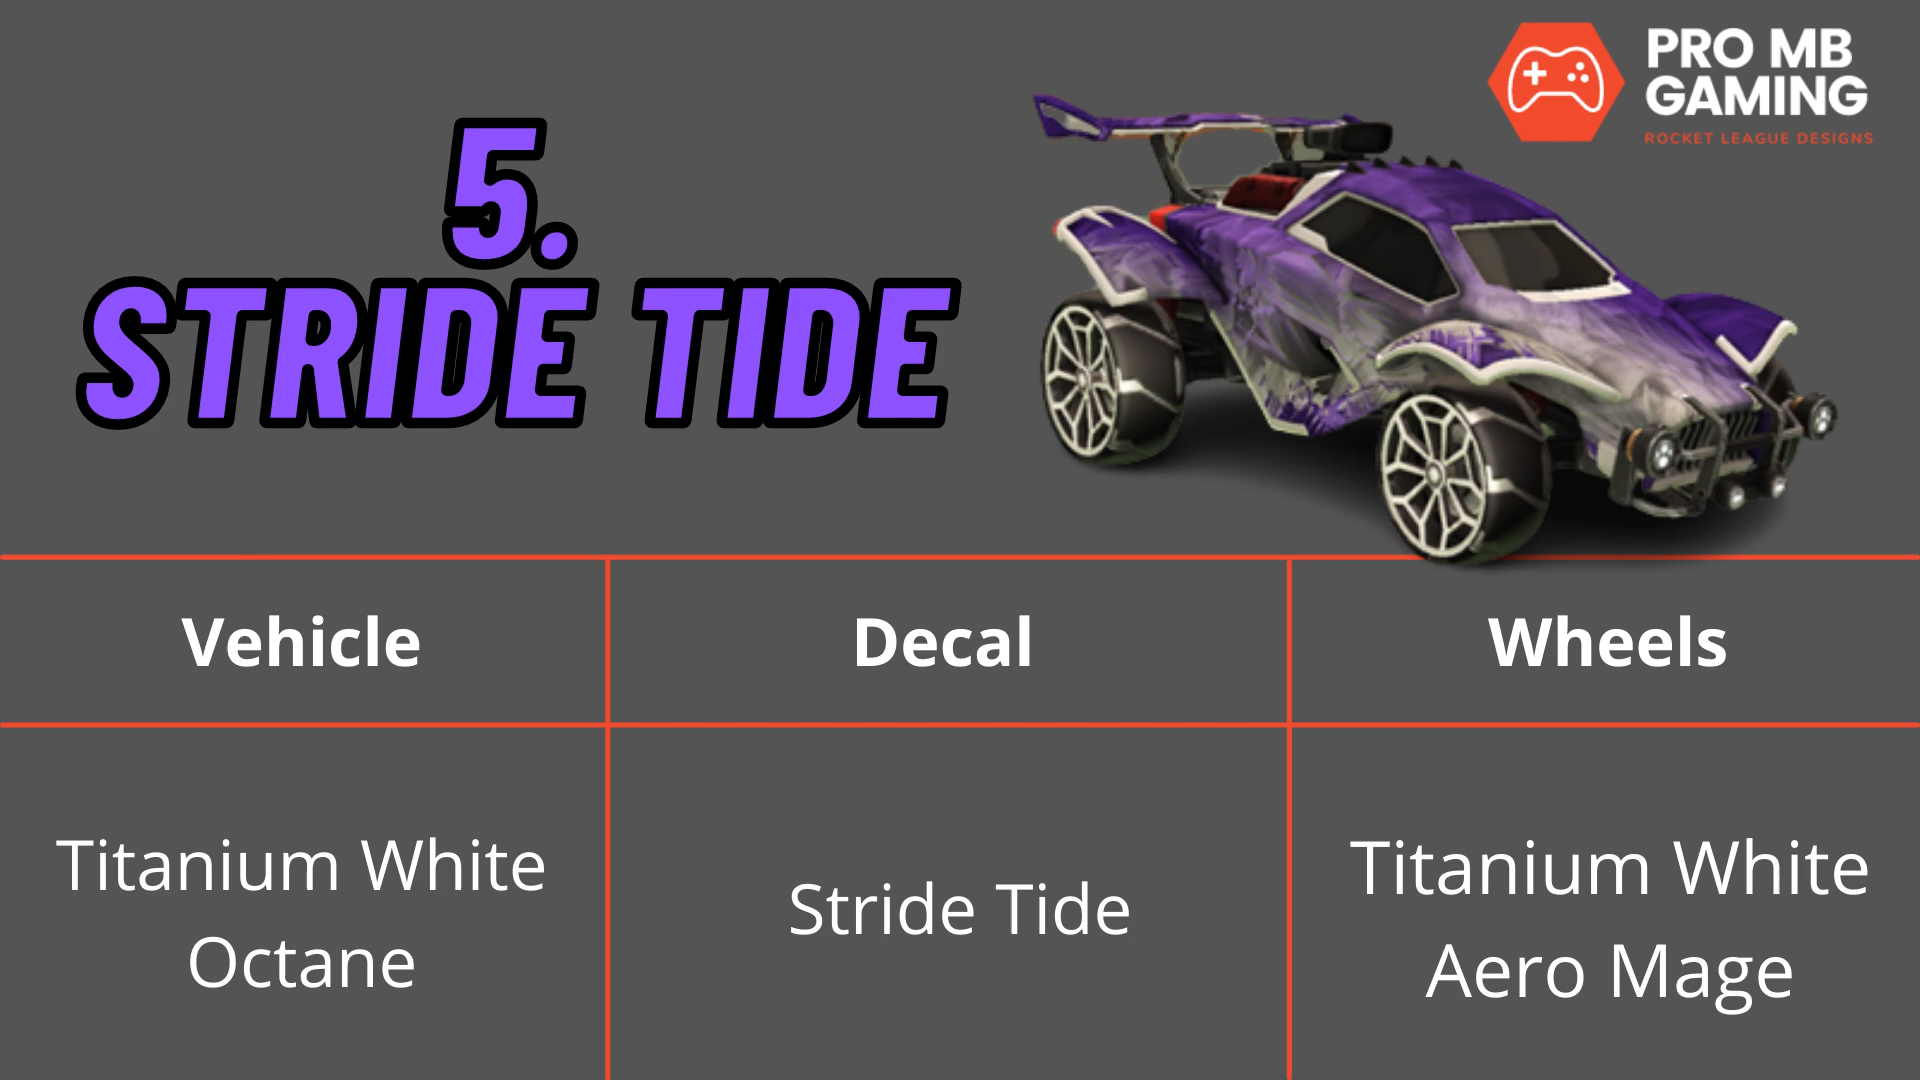 PRO MB
GAMING
ROCKET LEAGUE DESIGNS
5.
STRIDE TIDE
Vehicle
Decal
Wheels
Titanium White
Octane
Stride Tide
Titanium White
Aero Mage